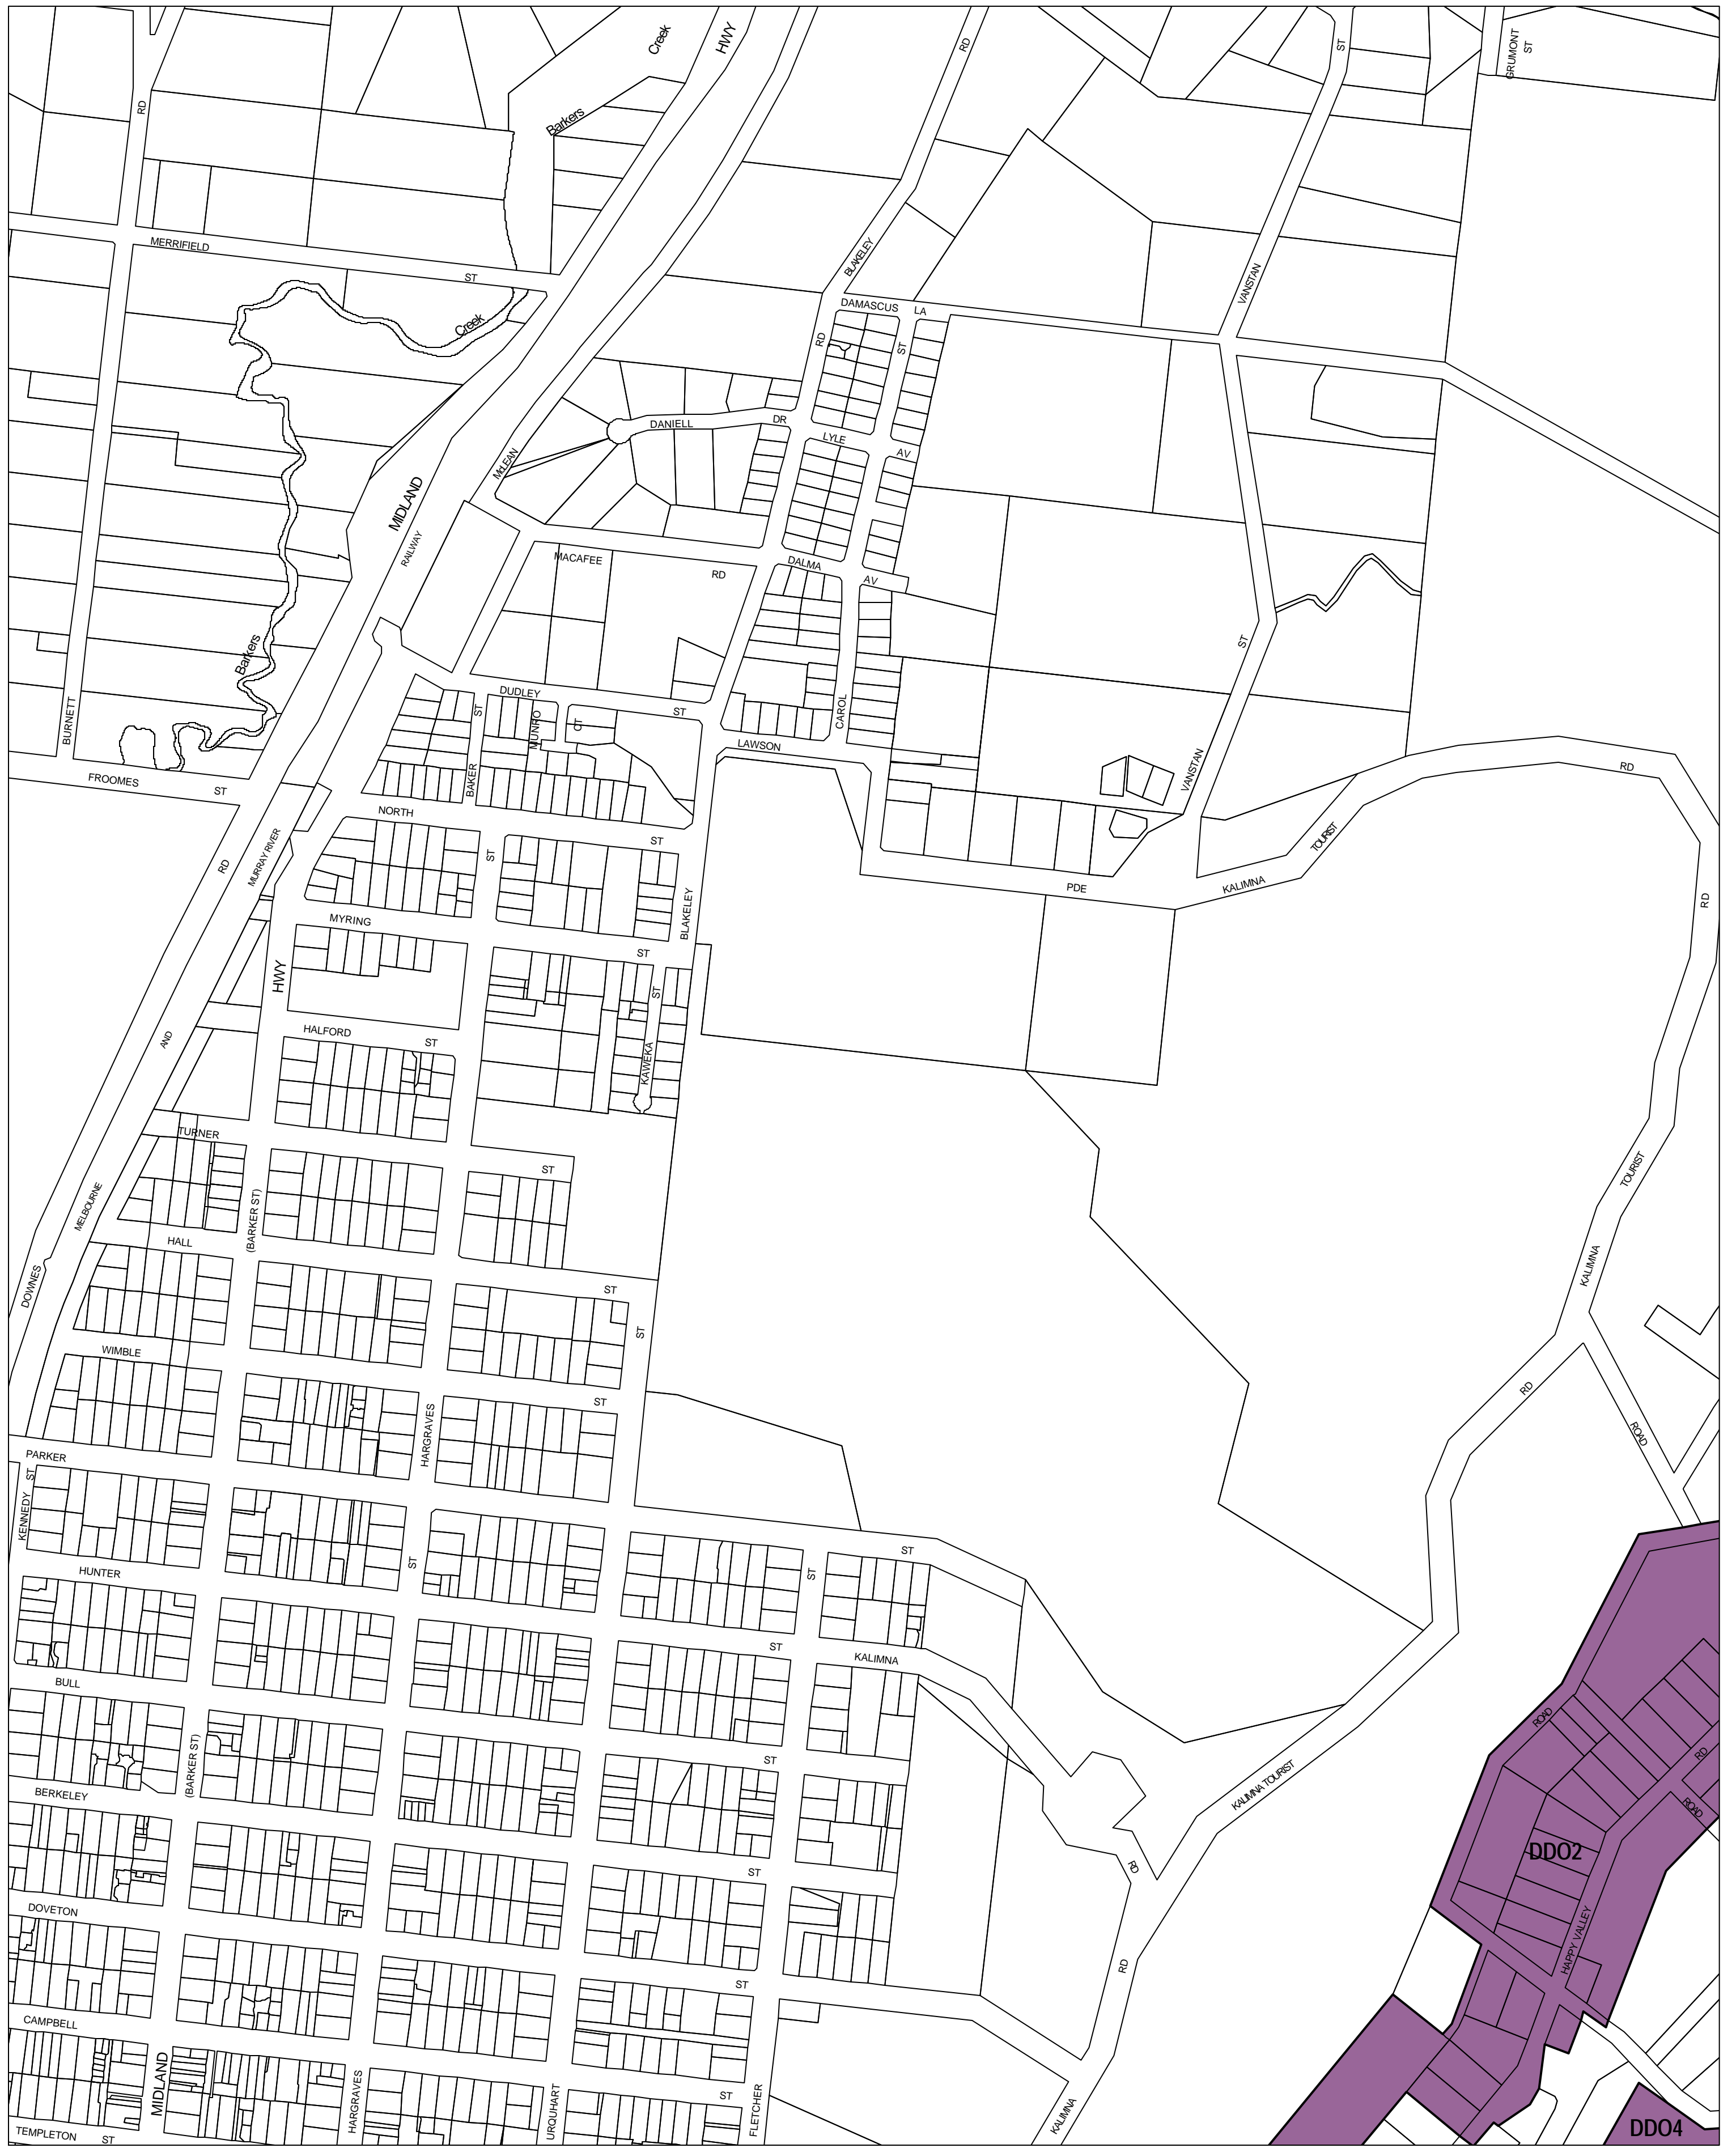 Creek
HWY
RD
ST
GRUMONT
ST
RD
Barkers
MERRIFIELD
ST
BLAKELEY
VANSTAN
DAMASCUS
LA
Creek
RD
ST
DANIELL
DR
LYLE
AV
McLEAN
MIDLAND
RAILWAY
MACAFEE
RD
DALMA
AV
Barkers
ST
BURNETT
DUDLEY
ST
ST
MUNRO
CT
CAROL
LAWSON
VANSTAN
RD
FROOMES
ST
BAKER
NORTH
ST
ST
TOURIST
RD
MURRAY RIVER
PDE
KALIMNA
RD
BLAKELEY
MYRING
ST
HWY
ST
HALFORD
ST
AND
KAWEKA
TURNER
ST
TOURIST
MELBOURNE
(BARKER ST)
HALL
ST
KALIMNA
DOWNES
ST
WIMBLE
ST
RD
HARGRAVES
ROAD
PARKER
ST
KENNEDY
ST
ST
ST
HUNTER
ST
KALIMNA
BULL
ROAD
(BARKER ST)
ST
RD
KALIMNA TOURIST
BERKELEY
ROAD
DDO2
ST
RD
DOVETON
HAPPY VALLEY
RD
ST
CAMPBELL
MIDLAND
HARGRAVES
URQUHART
ST
FLETCHER
KALIMNA
DDO4
TEMPLETON
ST